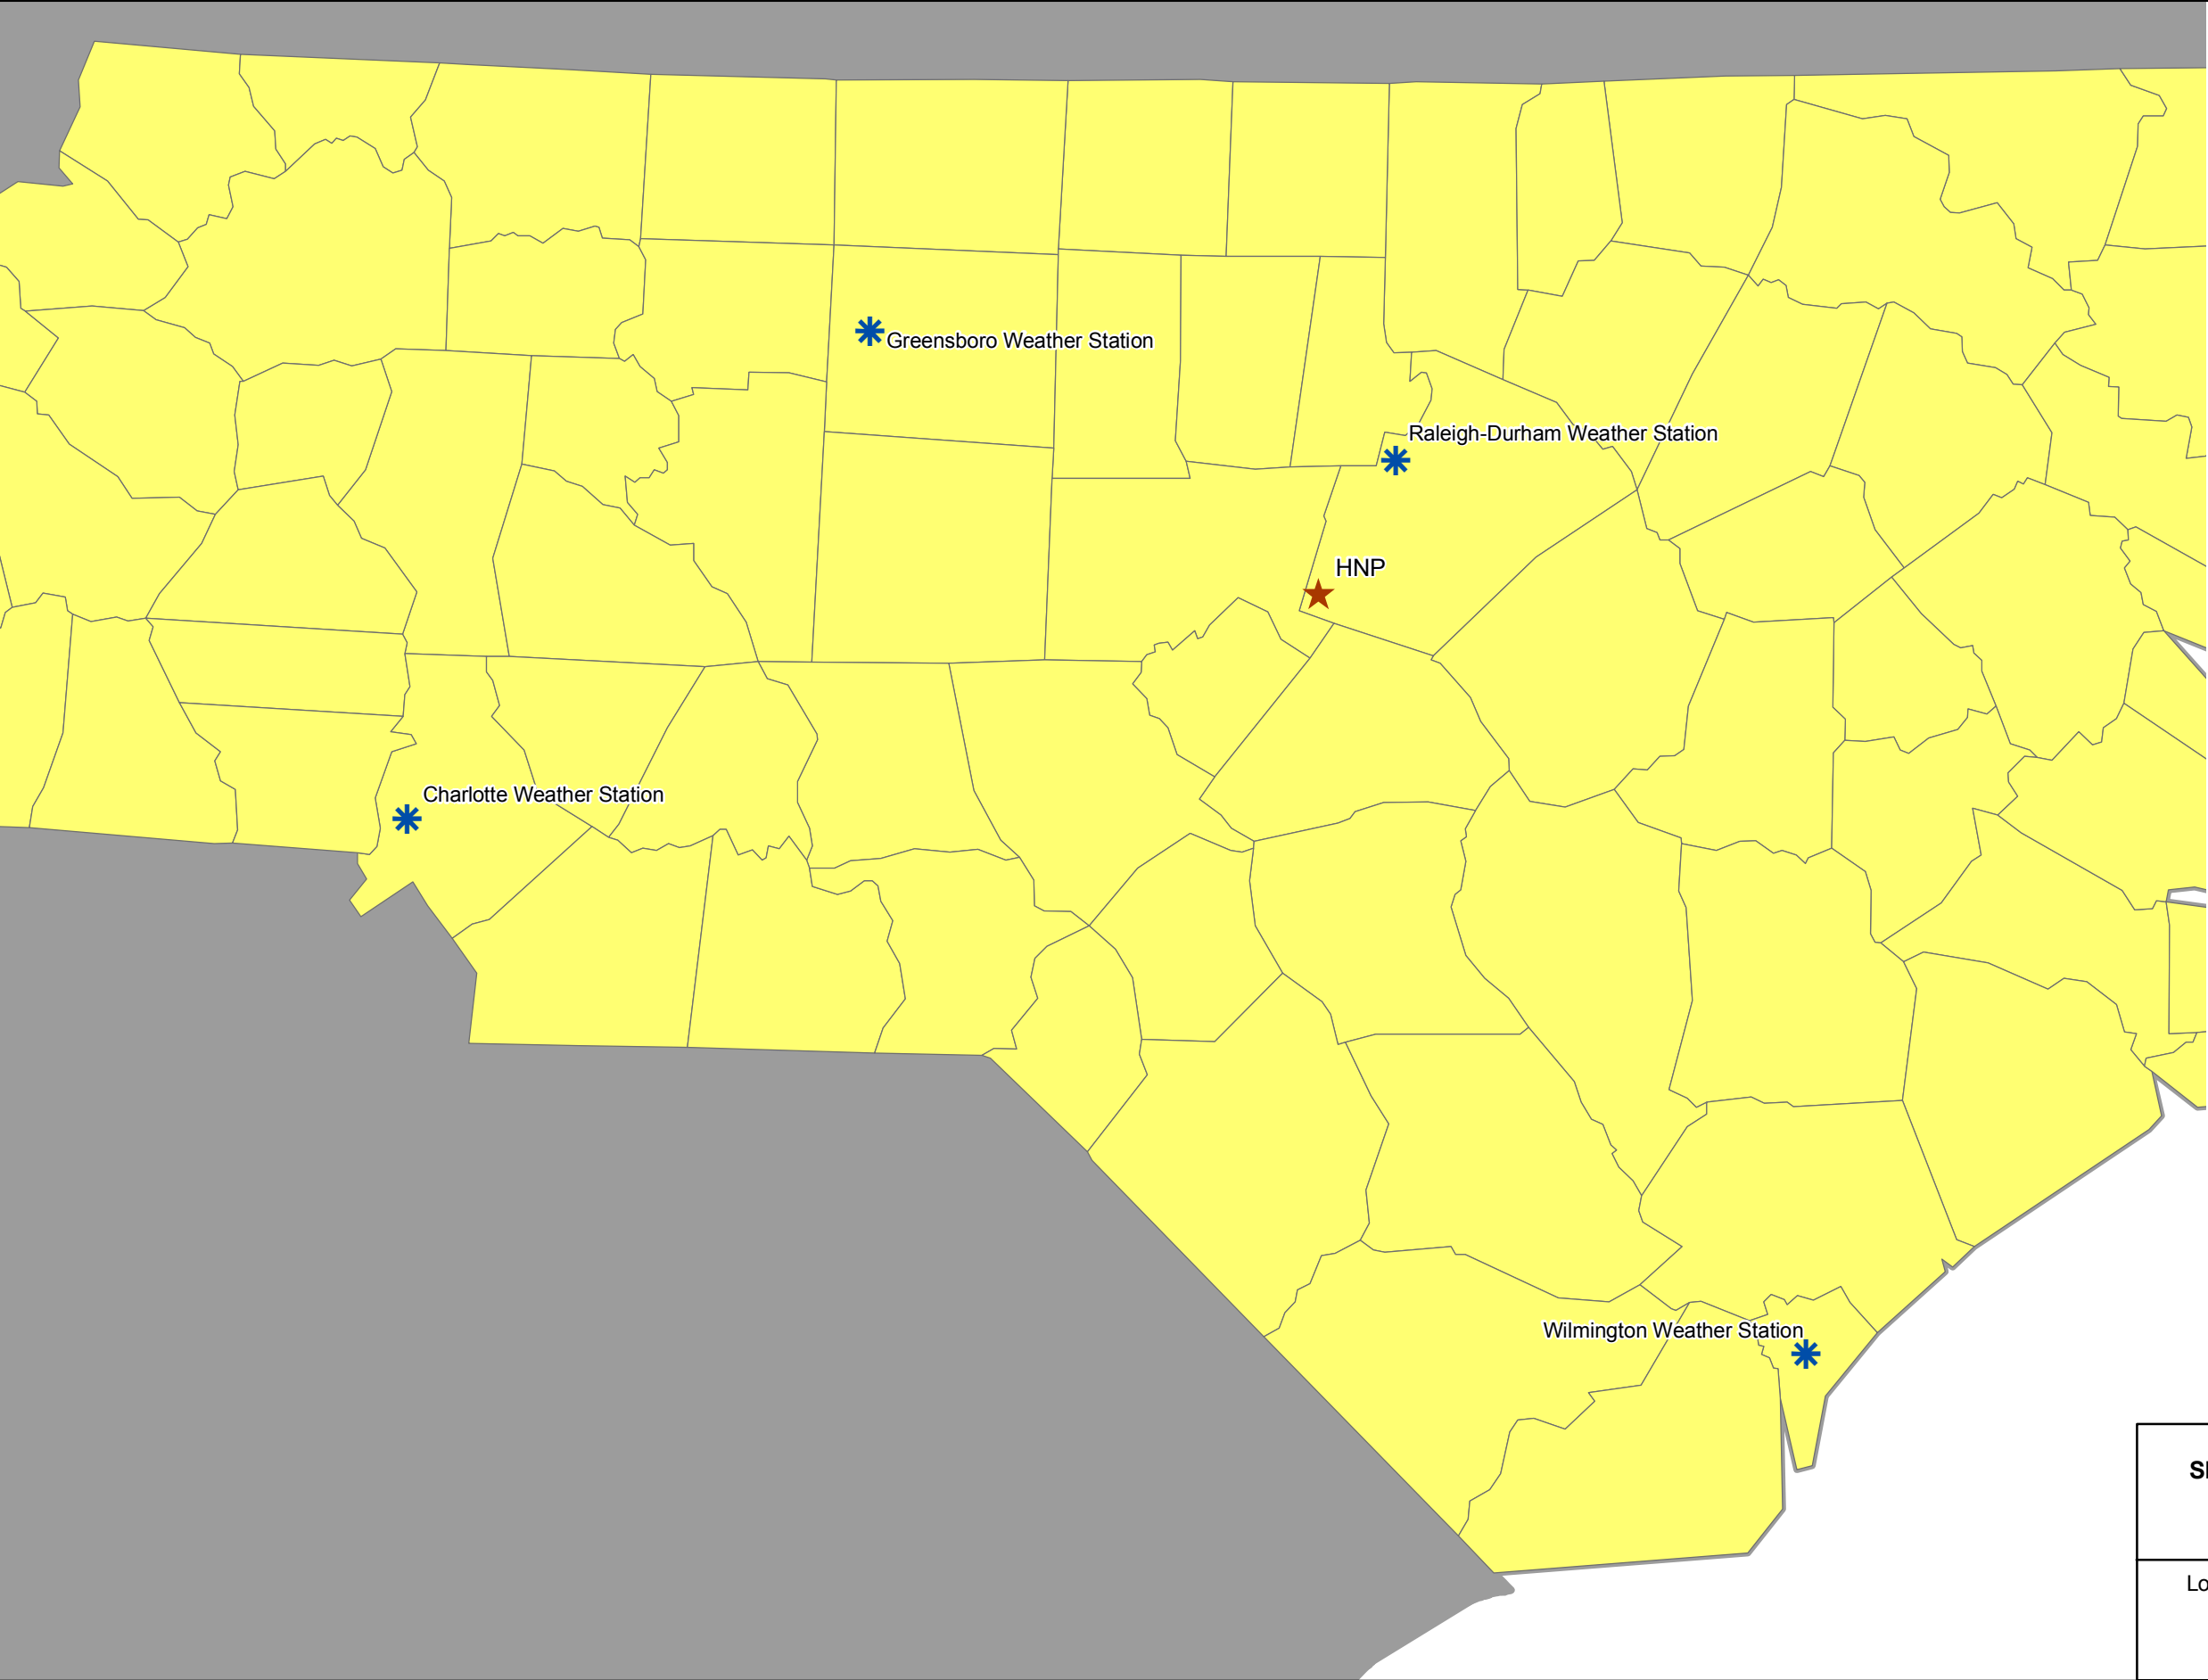 Greensboro Weather Station
Raleigh-Durham Weather Station
HNP
Charlotte Weather Station
Wilmington Weather Station